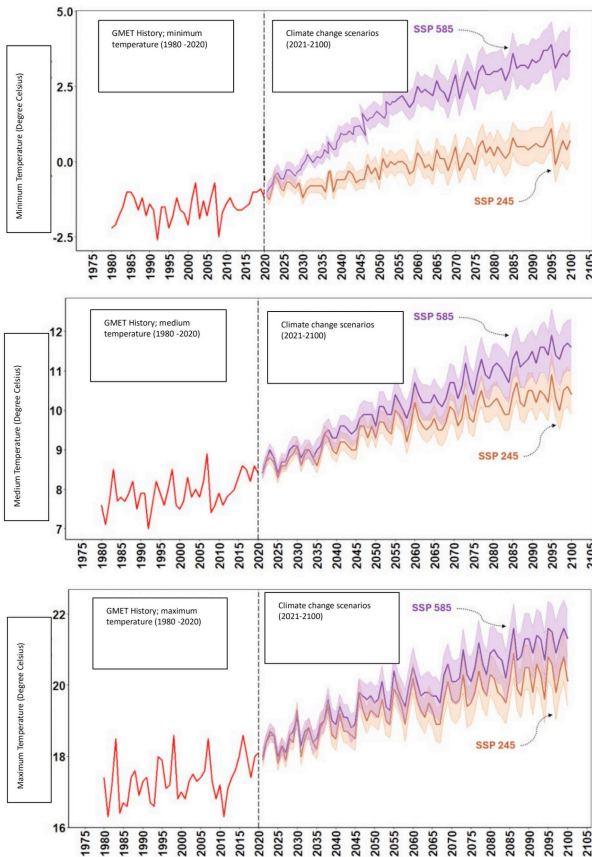 Minimum Temperature (Degree Celsius)
5.0
2.5
0.0
-2.5
GMET History; minimum
temperature (1980 -2020)
Climate change scenarios
(2021-2100)
SSP 585
SSP 245
1975 1980 1985 1990 1991 1995 2000 2005 2010 2015 2020 2025 2030 2035 2040 2045 2050 2055 2060 2065 2070 2075 2080 2085 2090 2095 2100
Medium Temperature (Degree Celsius)
12
11
10
9
8
7
GMET History; medium
temperature (1980 -2020)
Climate change scenarios
(2021-2100)
SSP 585
SSP 245
1975 1980 1985 1990 1995 2000 2005 2010 2015 2020 2025 2030 2035 2040 2045 2050 2055 2060 2065 2070 2075 2080 2085 2090 2095 2100
Maximum Temperature (Degree Celsius)
22
20
18
16
GMET History; maximum
temperature (1980 -2020)
Climate change scenarios
(2021-2100)
SSP 585
SSP 245
1975 1980 1985 1990 1995 2000 2005 2010 2015 2020 2025 2030 2035 2040 2045 2050 2055 2060 2065 2070 2075 2080 2085 2090 2095 2100